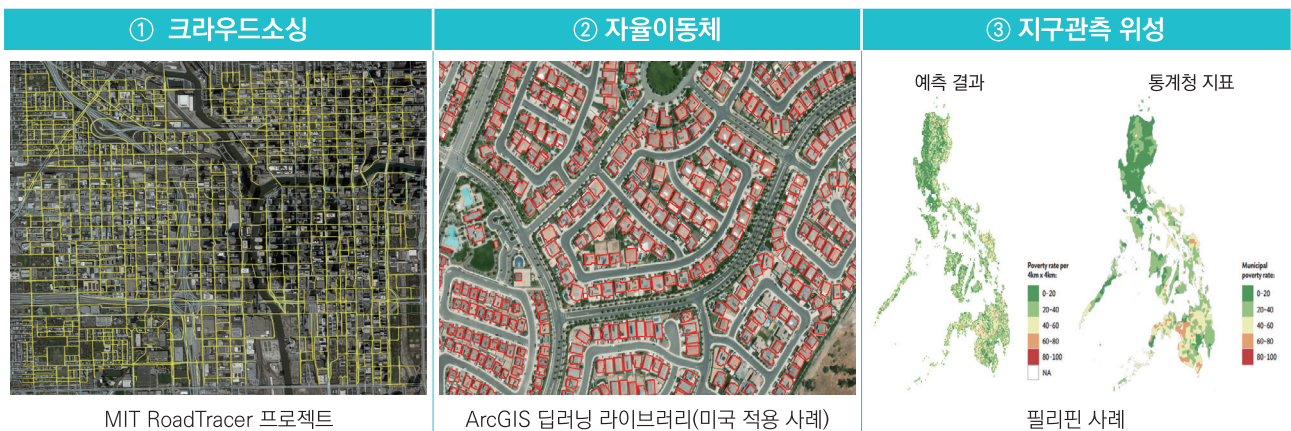 ① 크라우드소싱
② 자율이동체
③ 지구관측 위성
MIT RoadTracer 프로젝트
ArcGIS 딥러닝 라이브러리(미국 적용 사례)
예측 결과
통계청 지표
Poverty rate per
4km x 4km:
0-20
20-40
40-60
60-80
80-100
NA
Municipal
poverty rate:
0-20
20-40
40-60
60-80
80-100
필리핀 사례